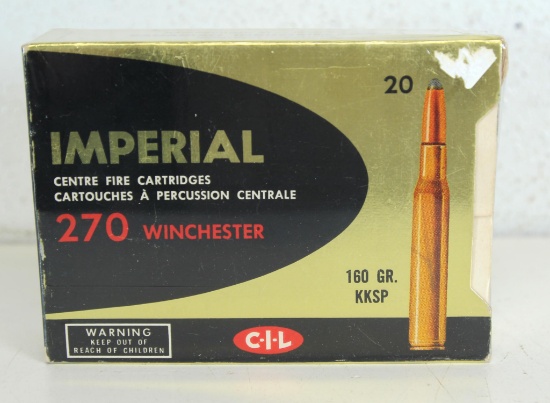 20
IMPERIAL
CENTRE FIRE CARTRIDGES
CARTOUCHES À PERCUSSION CENTRALE
270 WINCHESTER
160 GR.
KKSP
WARNING
KEEP OUT OF
REACH OF CHILDREN
C-I-L